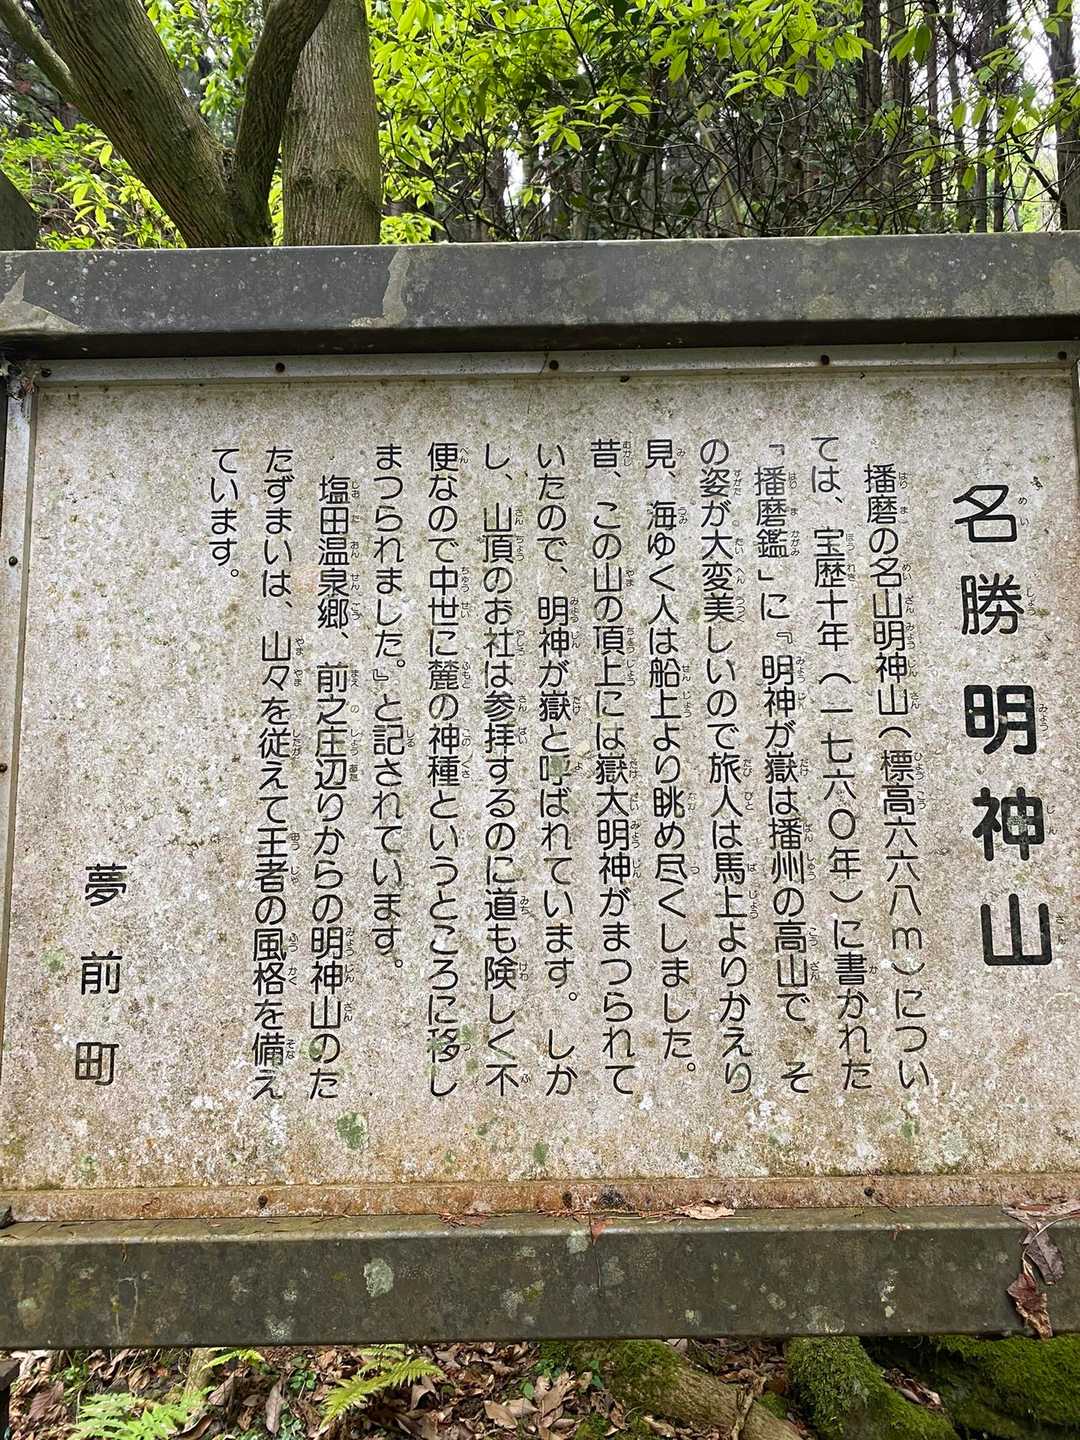 名勝 明神山
播磨の名山明神山(標高六六八m)につい
ては、宝歴十年(一七六〇年)に書かれた
「播磨鑑」に『明神が嶽は播州の高山で そ
の姿が大変美しいので旅人は馬上よりかえり
見、海ゆく人は船上より眺め尽くしました。
昔、この山の頂上には嶽大明神がまつられて
いたので、明神が嶽と呼ばれています。しか
し、山頂のお社は参拝するのに道も険しく不
便なので中世に麓の神種というところに移し
まつられました。』と記されています。
塩田温泉郷、前之庄辺りからの明神山のた
たずまいは、山々を従えて王者の風格を備え
ています。
夢前町